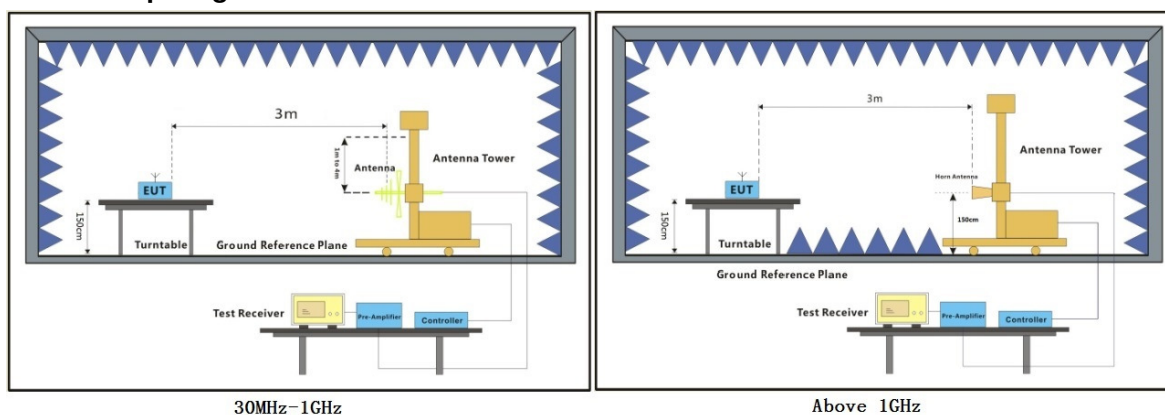 3m
1m to 4m
Antenna
Antenna Tower
EUT
150cm
Turntable
Ground Reference Plane
Test Receiver
Pre-Amplifier
Controller
30MHz-1GHz
3m
Antenna Tower
Horn Antenna
EUT
150cm
150cm
Turntable
Ground Reference Plane
Test Receiver
Pre-Amplifier
Controller
Above 1GHz